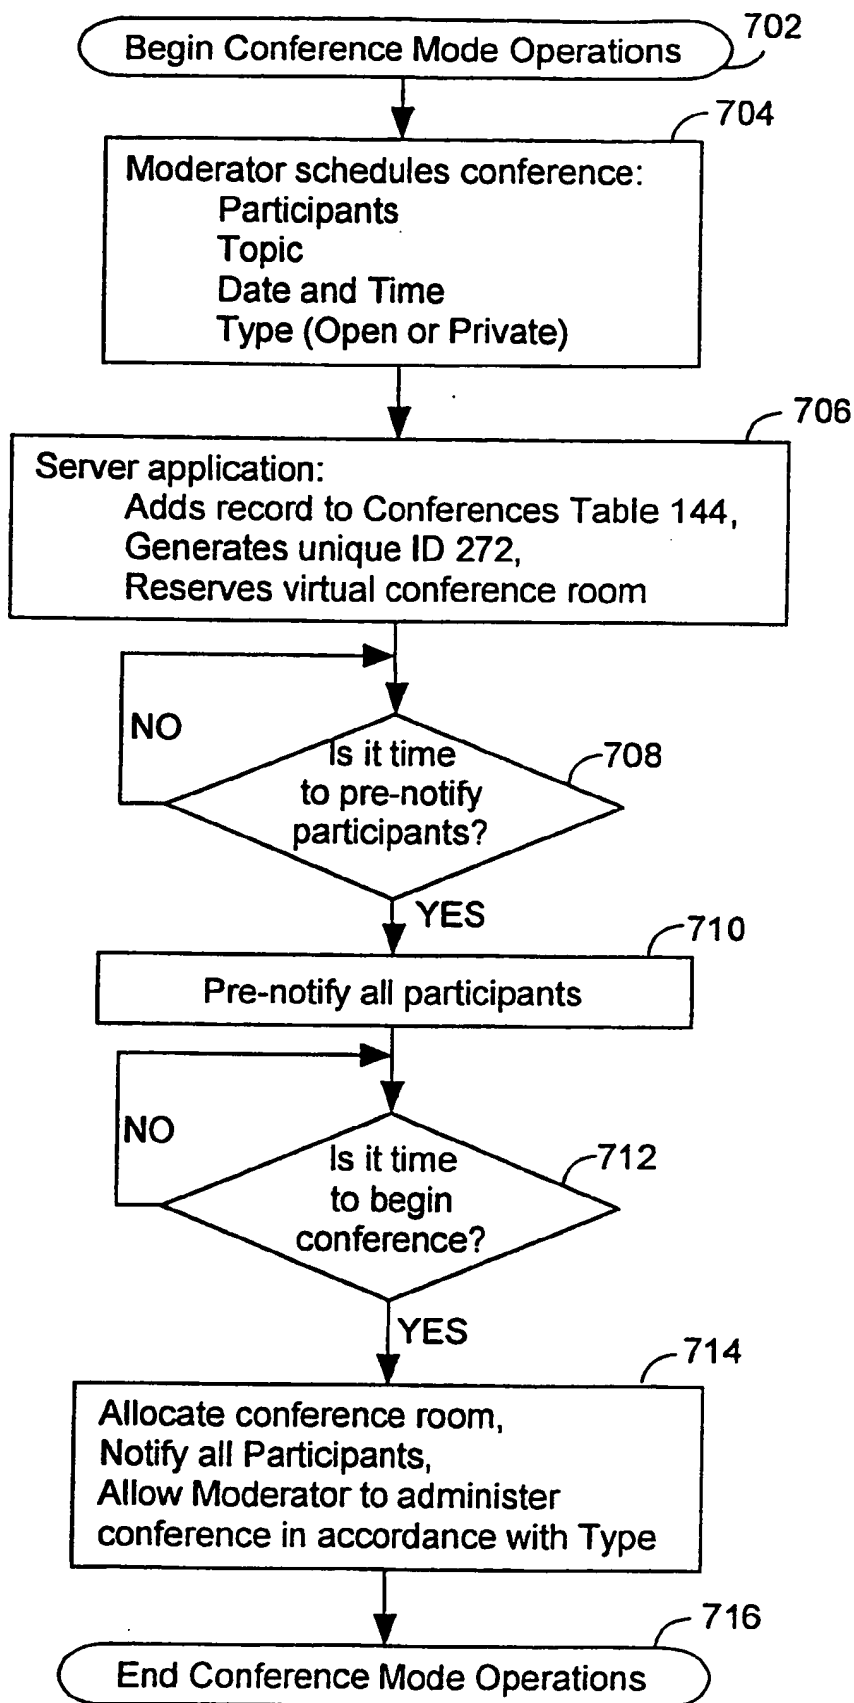 Begin Conference Mode Operations
702
704
Moderator schedules conference:
Participants
Topic
Date and Time
Type (Open or Private)
706
Server application:
Adds record to Conferences Table 144,
Generates unique ID 272,
Reserves virtual conference room
NO
Is it time
to pre-notify
participants?
708
YES
710
Pre-notify all participants
NO
Is it time
to begin
conference?
712
YES
714
Allocate conference room,
Notify all Participants,
Allow Moderator to administer
conference in accordance with Type
716
End Conference Mode Operations